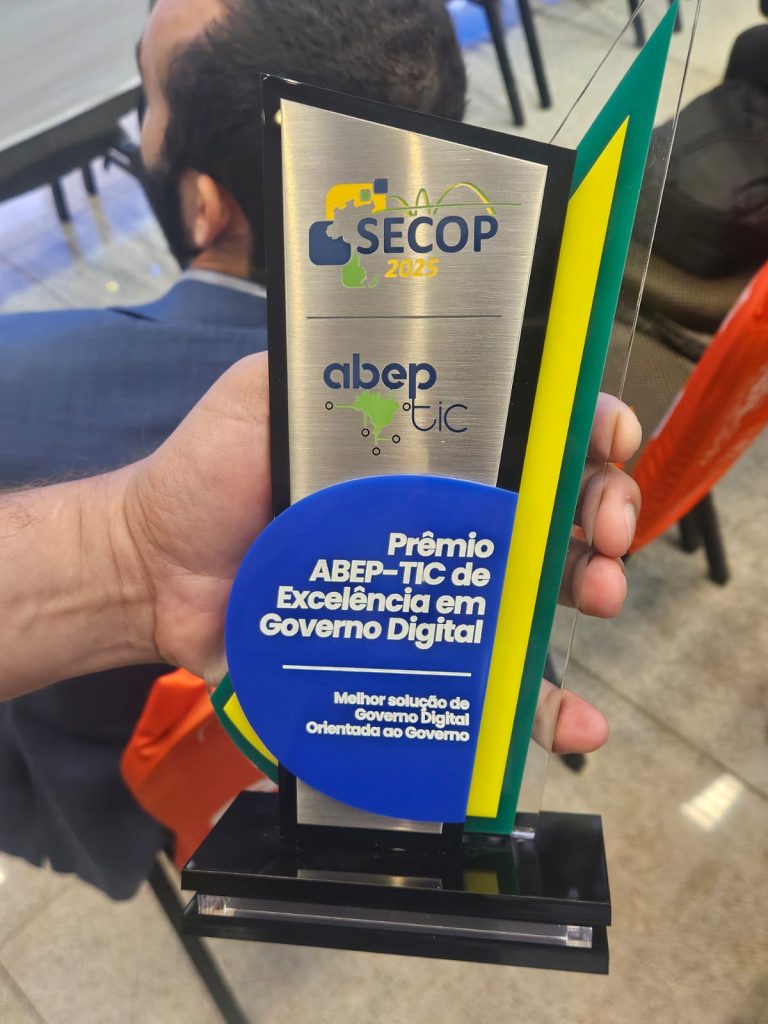 SECOP
2025
abep
tic
Prêmio
ABEP-TIC de
Excelência em
Governo Digital
Melhor solução de
Governo Digital
Orientada ao Governo